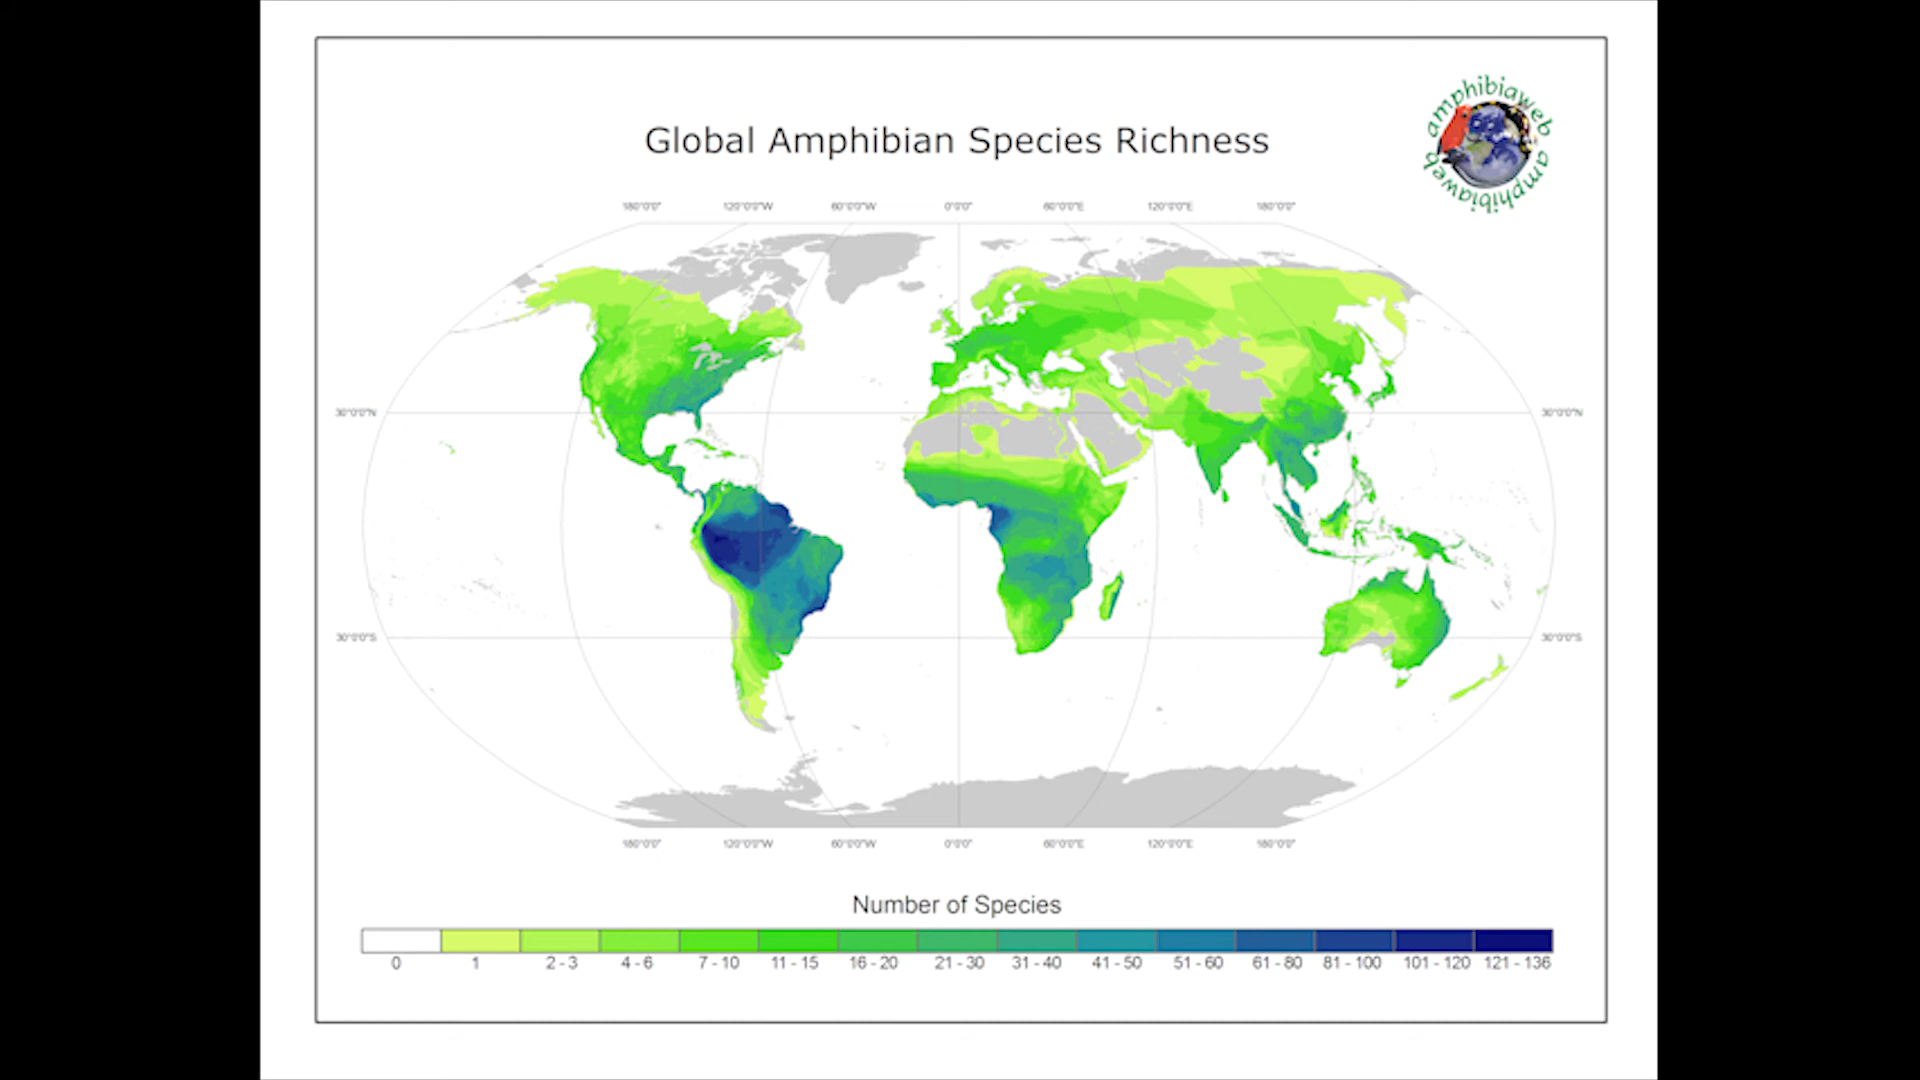 amphibiaweb
amphibiaweb
Global Amphibian Species Richness
180°0'0" 120°0'0"W 60°0'0"W 0°0'0" 60°0'0"E 120°0'0"E 180°0'0"
30°0'0"N 30°0'0"N
30°0'0"S 30°0'0"S
180°0'0" 120°0'0"W 60°0'0"W 0°0'0" 60°0'0"E 120°0'0"E 180°0'0"
Number of Species
0 1 2 - 3 4 - 6 7 - 10 11 - 15 16 - 20 21 - 30 31 - 40 41 - 50 51 - 60 61 - 80 81 - 100 101 - 120 121 - 136